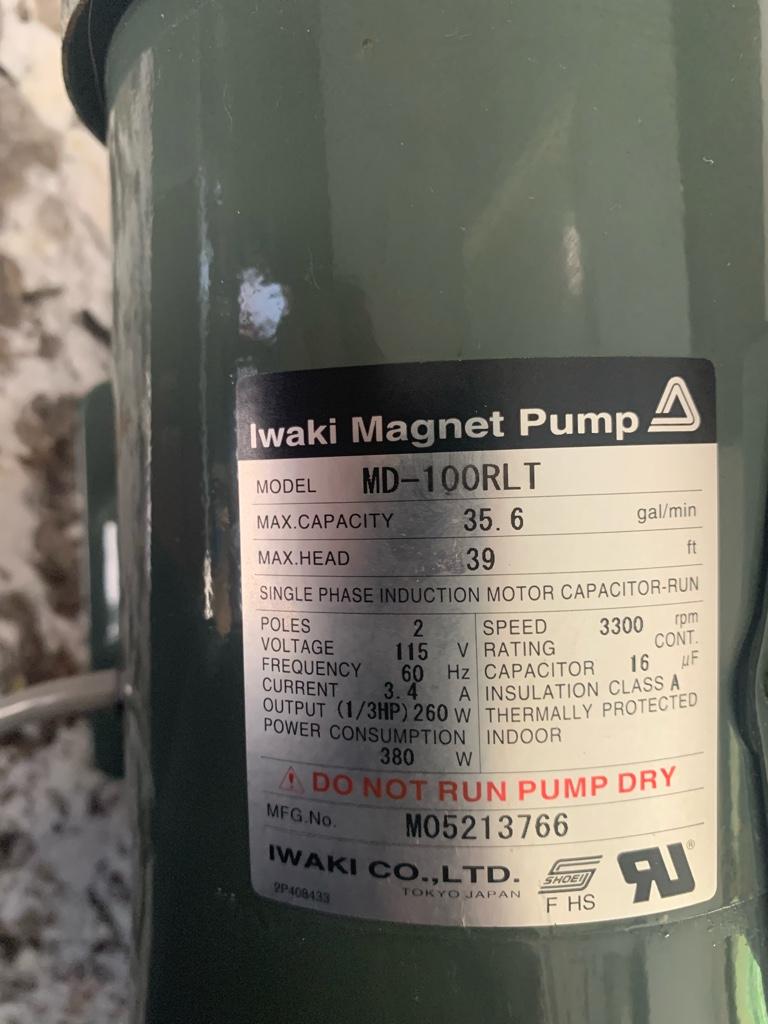 Iwaki Magnet Pump
MODEL MD-100RLT
MAX.CAPACITY 35.6 gal/min
MAX.HEAD 39 ft
SINGLE PHASE INDUCTION MOTOR CAPACITOR-RUN
POLES 2
VOLTAGE 115 V
FREQUENCY 60 Hz
CURRENT 3.4 A
OUTPUT (1/3HP) 260 W
POWER CONSUMPTION
380 W
SPEED 3300 rpm
RATING CONT.
CAPACITOR 16 μF
INSULATION CLASS A
THERMALLY PROTECTED
INDOOR
DO NOT RUN PUMP DRY
MFG.No. M05213766
IWAKI CO.,LTD.
TOKYO JAPAN
2P408433
SHOEI
F HS
RU®